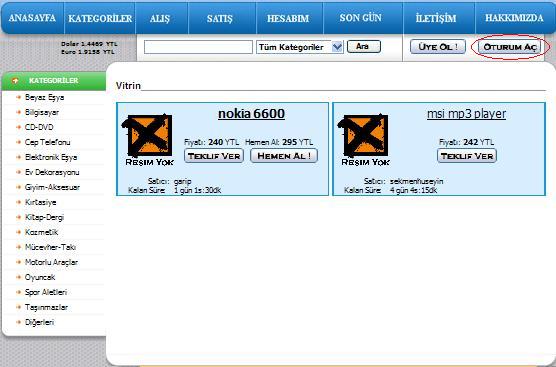 ANASAYFA KATEGORİLER ALIŞ SATIŞ HESABIM SON GÜN İLETİŞİM HAKKIMIZDA
Dolar 1.4469 YTL
Euro 1.9158 YTL
Tüm Kategoriler Ara ÜYE OL ! OTURUM AÇ
KATEGORİLER
Beyaz Eşya
Bilgisayar
CD-DVD
Cep Telefonu
Elektronik Eşya
Ev Dekorasyonu
Giyim-Aksesuar
Kırtasiye
Kitap-Dergi
Kozmetik
Mücevher-Takı
Motorlu Araçlar
Oyuncak
Spor Aletleri
Taşınmazlar
Diğerleri
Vitrin
nokia 6600
RESİM YOK
Fiyatı: 240 YTL Hemen Al: 295 YTL
TEKLIF VER HEMEN AL !
Satıcı: garip
Kalan Süre: 1 gün 1s:30dk
msi mp3 player
RESİM YOK
Fiyatı: 242 YTL
TEKLIF VER
Satıcı: sekmenhuseyin
Kalan Süre: 4 gün 4s:15dk